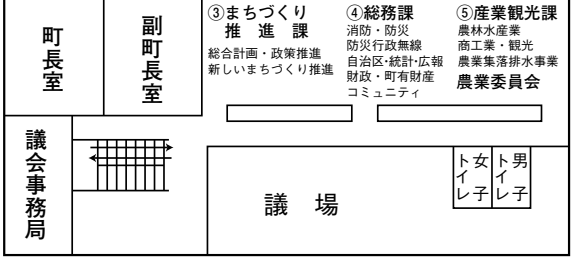 町長室
副町長室
③まちづくり
推進課
総合計画・政策推進
新しいまちづくり推進
④総務課
消防・防災
防災行政無線
自治区・統計・広報
財政・町有財産
コミュニティ
⑤産業観光課
農林水産業
商工業・観光
農業集落排水事業
農業委員会
議会事務局
議場
女子
トイレ
男子
トイレ